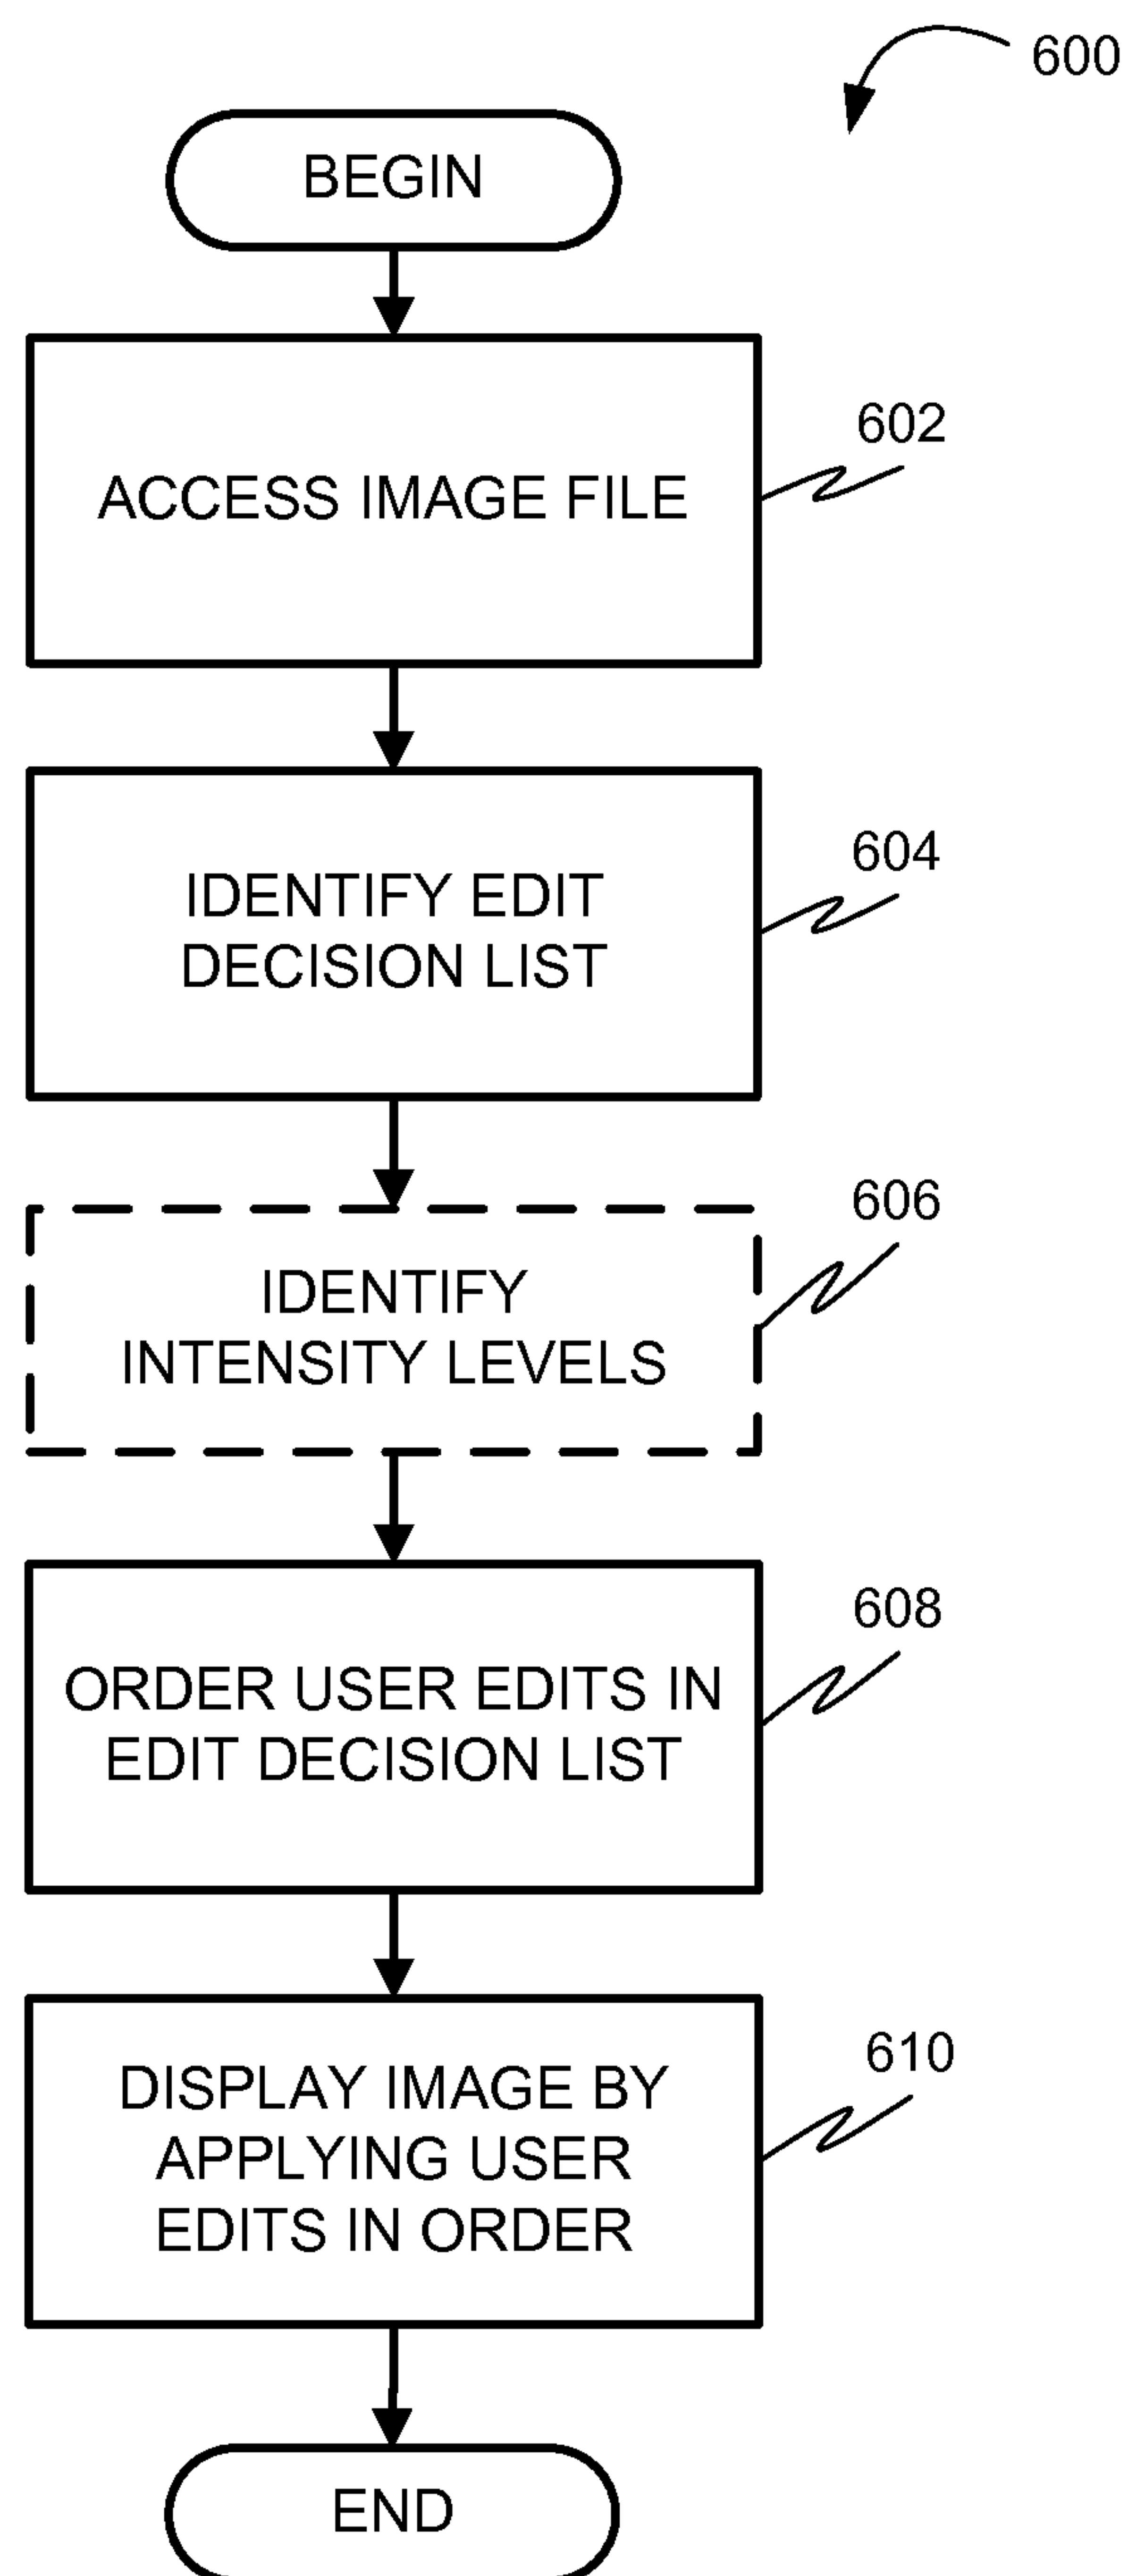 600
BEGIN
602
ACCESS IMAGE FILE
604
IDENTIFY EDIT
DECISION LIST
606
IDENTIFY
INTENSITY LEVELS
608
ORDER USER EDITS IN
EDIT DECISION LIST
610
DISPLAY IMAGE BY
APPLYING USER
EDITS IN ORDER
END